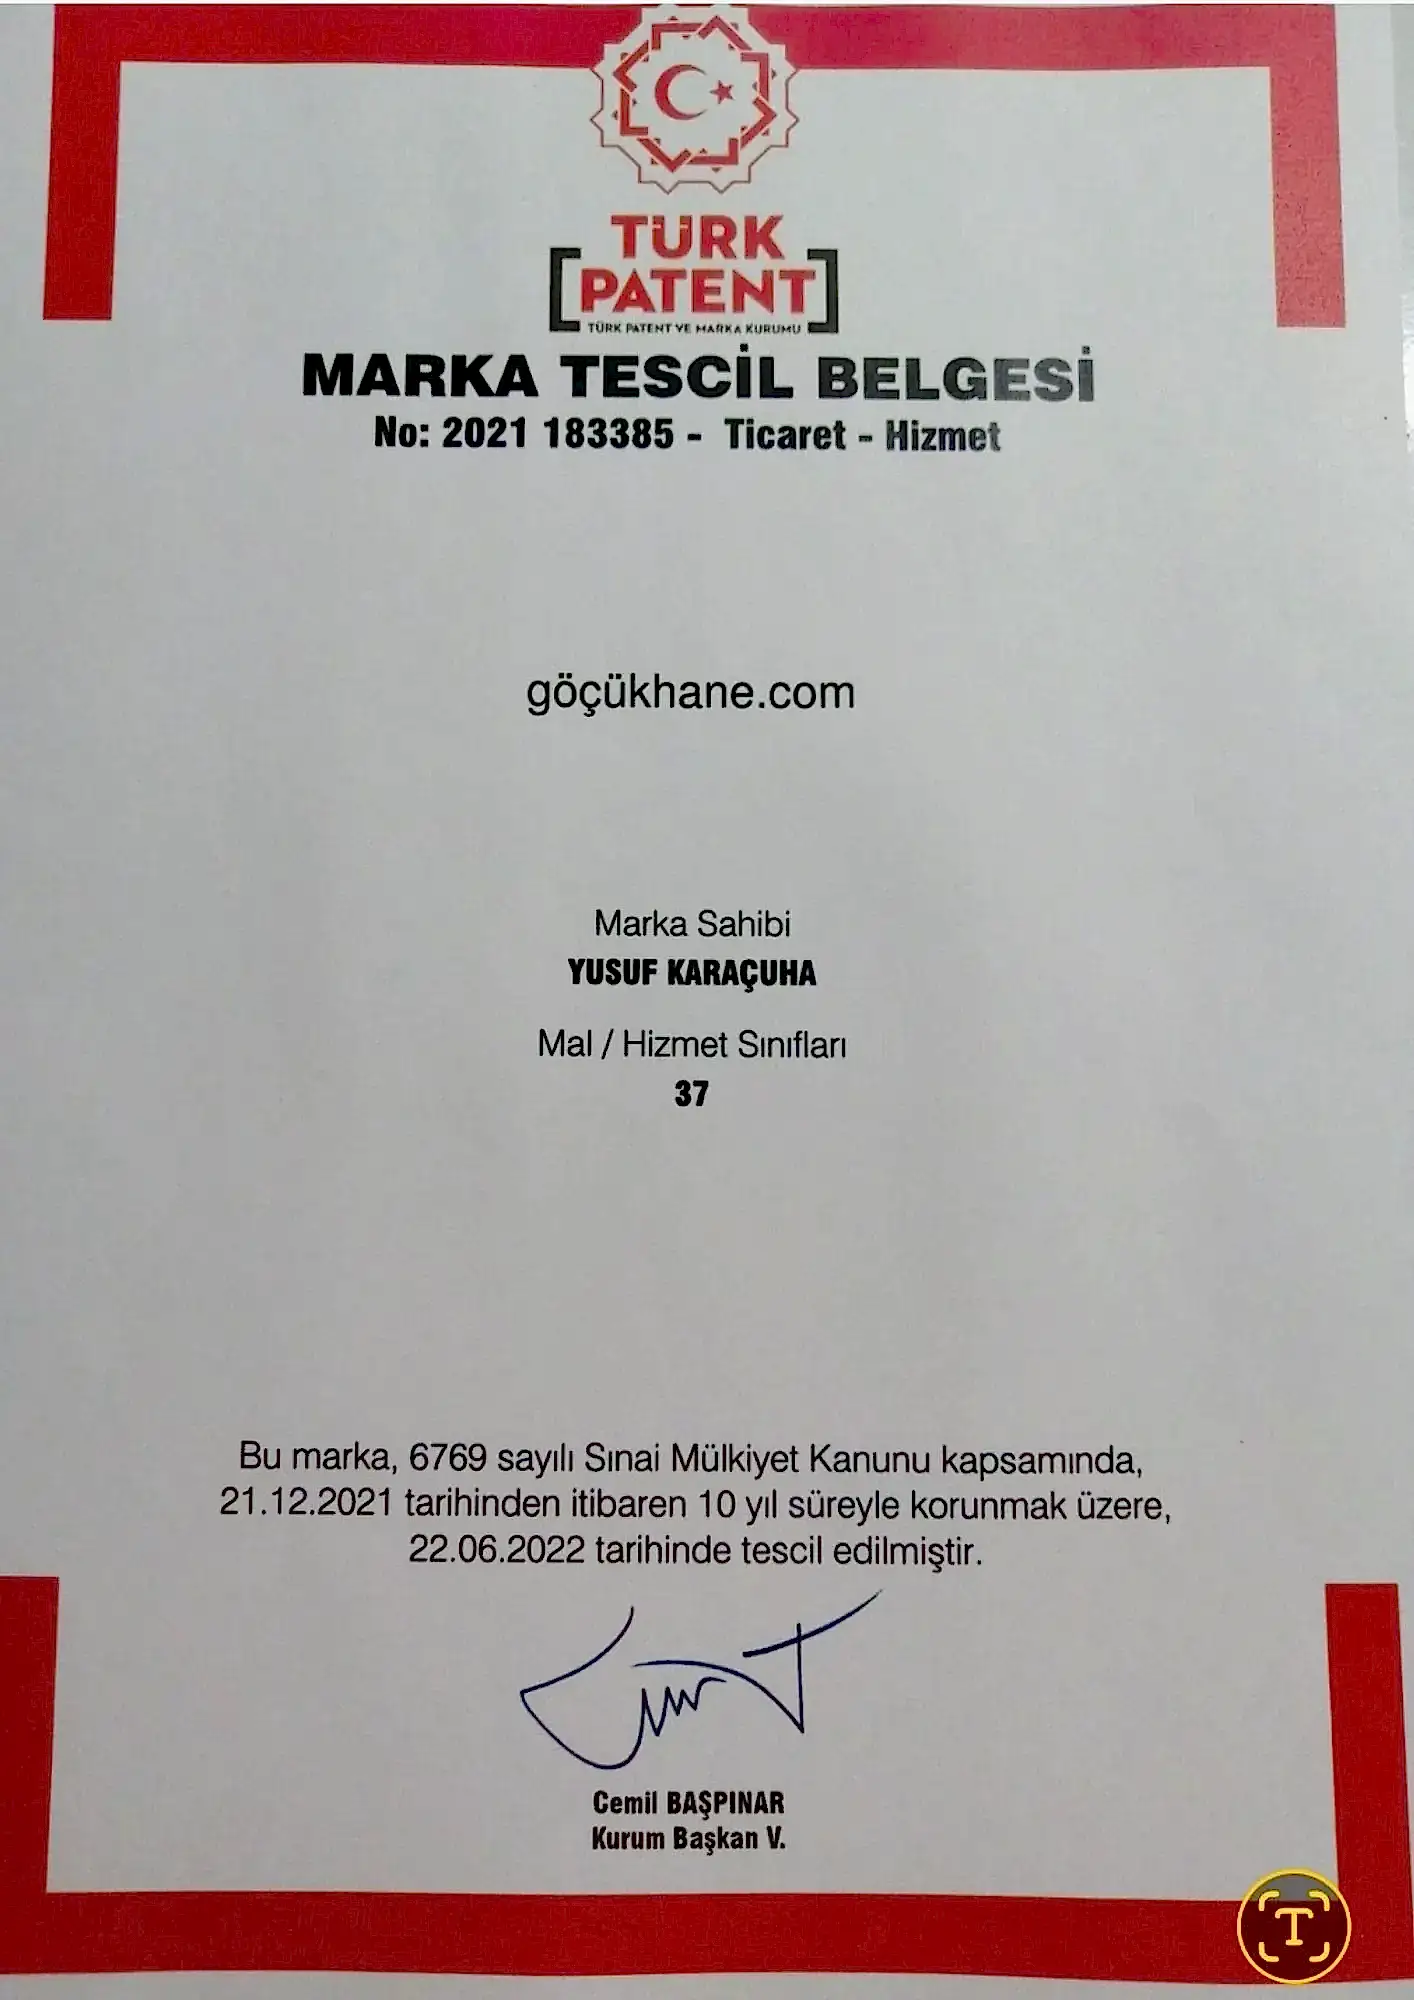 TÜRK
PATENT
TÜRK PATENT VE MARKA KURUMU
MARKA TESCİL BELGESİ
No: 2021 183385 - Ticaret - Hizmet
göçükhane.com
Marka Sahibi
YUSUF KARAÇUHA
Mal / Hizmet Sınıfları
37
Bu marka, 6769 sayılı Sınai Mülkiyet Kanunu kapsamında,
21.12.2021 tarihinden itibaren 10 yıl süreyle korunmak üzere,
22.06.2022 tarihinde tescil edilmiştir.
Cemil BAŞPINAR
Kurum Başkan V.
T